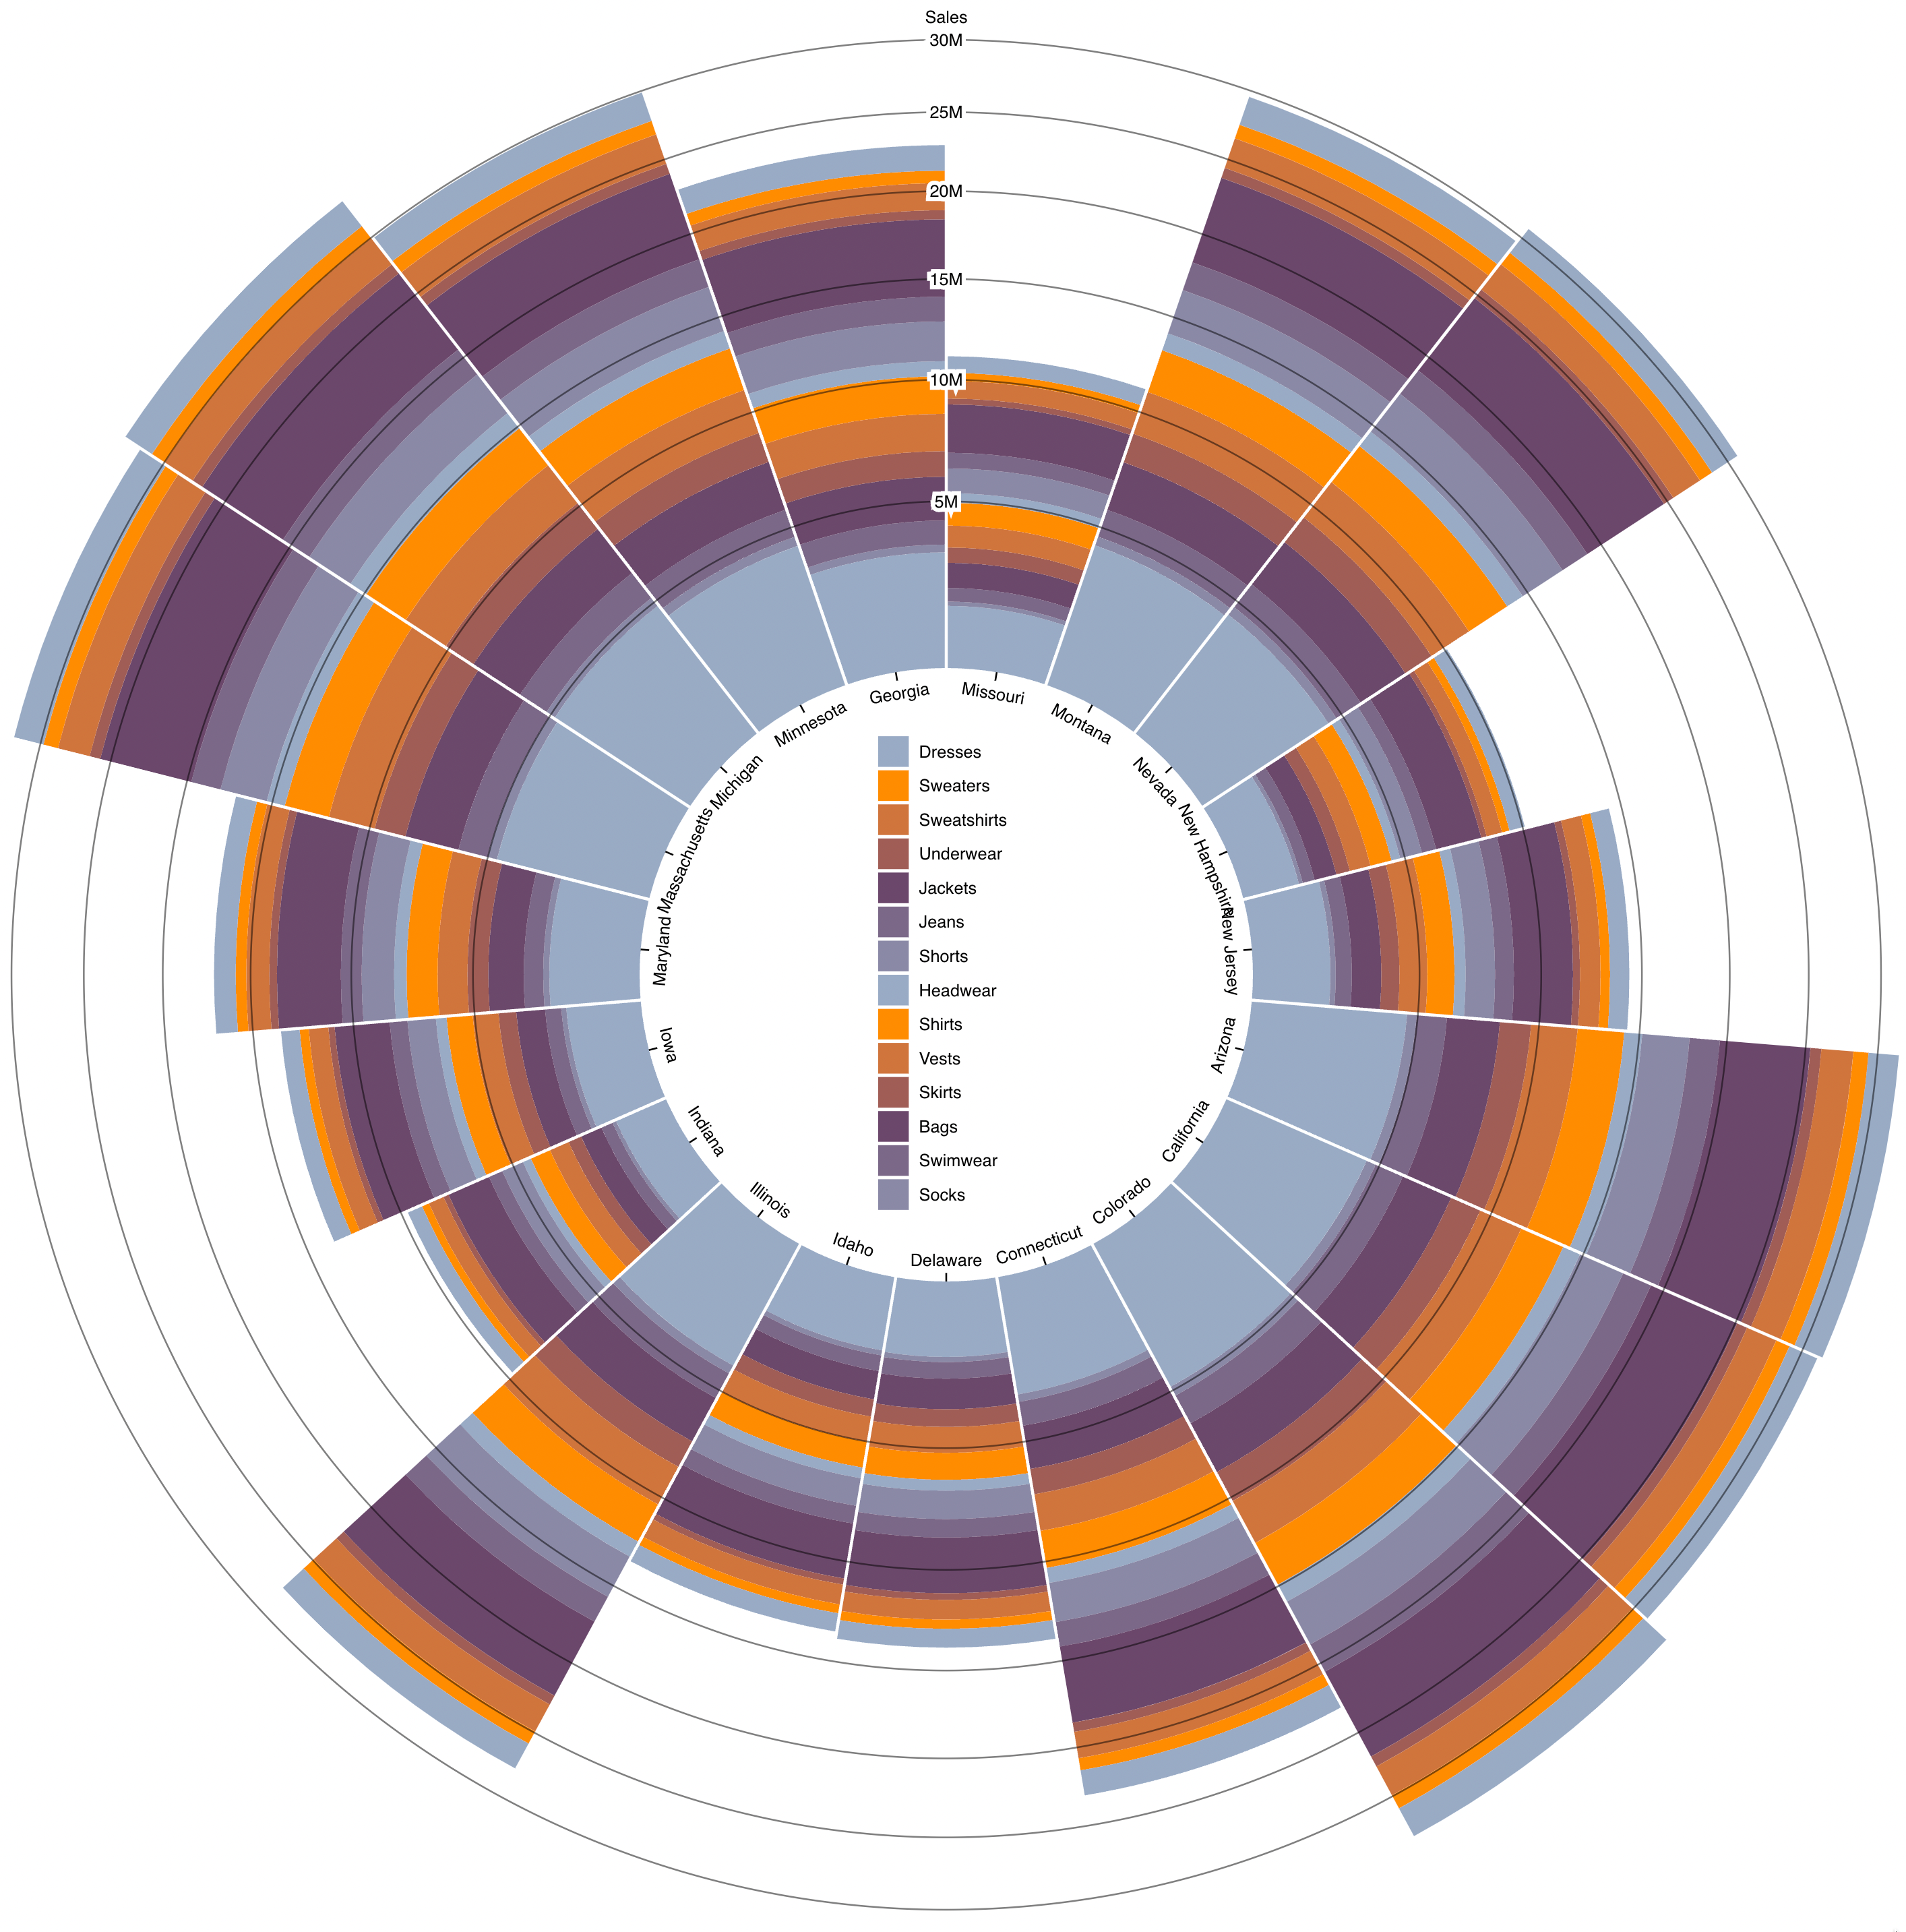 Sales
30M
25M
20M
15M
10M
5M
Georgia
Missouri
Minnesota
Montana
Michigan
Nevada
Massachusetts
New Hampshire
Maryland
New Jersey
Iowa
Arizona
Indiana
California
Illinois
Colorado
Idaho
Delaware
Connecticut
Dresses
Sweaters
Sweatshirts
Underwear
Jackets
Jeans
Shorts
Headwear
Shirts
Vests
Skirts
Bags
Swimwear
Socks